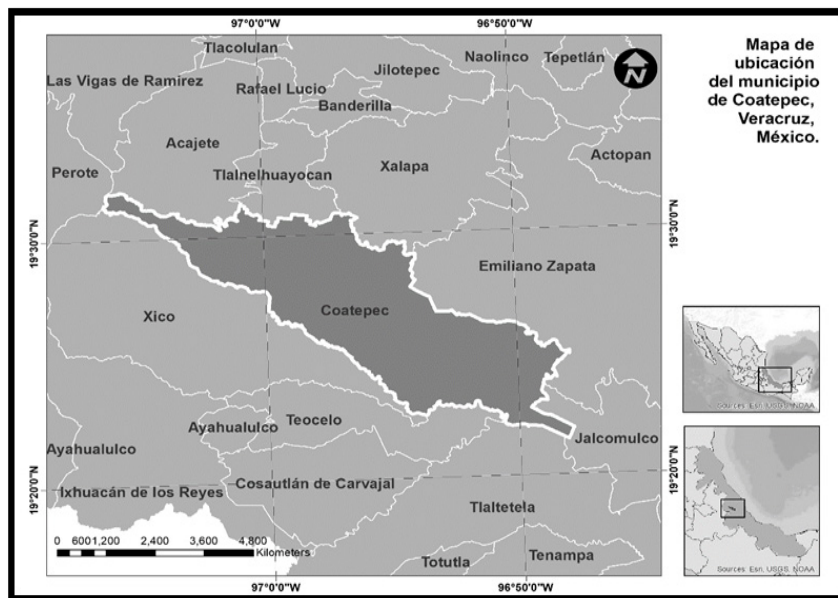 97°0'0"W
96°50'0"W
Tlacolulan
Naolinco
Tepetlán
Las Vigas de Ramírez
Jilotepec
Rafael Lucio
Banderilla
N
Mapa de
ubicación
del municipio
de Coatepec,
Veracruz,
México.
Acajete
Actopan
Perote
Tlalnelhuayocan
Xalapa
19°30'0"N
19°30'0"N
Emiliano Zapata
Xico
Coatepec
Sources: Esri, USGS, NOAA
Teocelo
Ayahualulco
Ayahualulco
Jalcomulco
Ixhuacán de los Reyes
Cosautlán de Carvajal
19°20'0"N
19°20'0"N
Tlaltetela
0 600 1,200 2,400 3,600 4,800
Kilometers
Totutla
Tenampa
Sources: Esri, USGS, NOAA
97°0'0"W
96°50'0"W